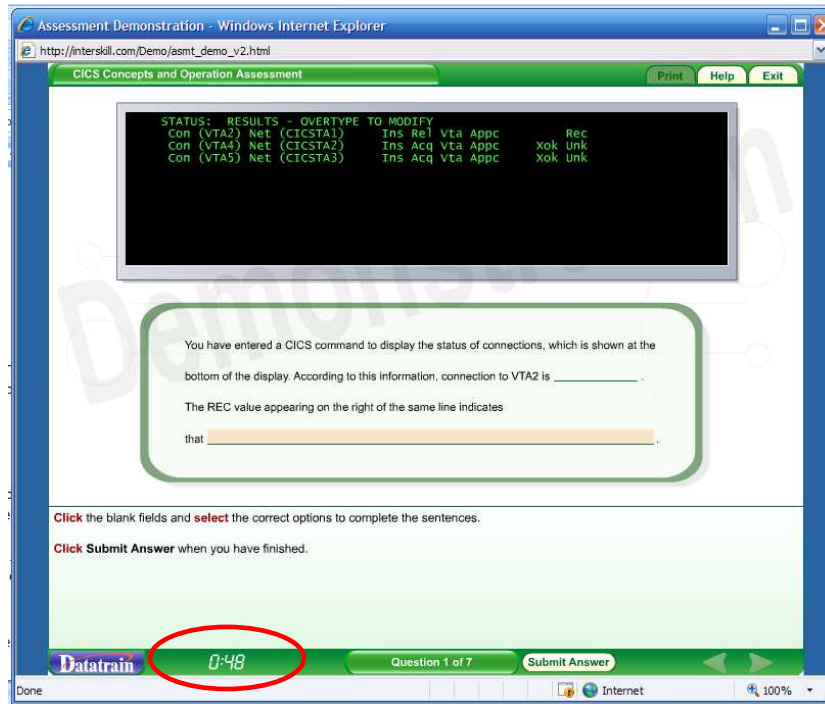 Assessment Demonstration - Windows Internet Explorer
http://interskill.com/Demo/asmt_demo_v2.html
CICS Concepts and Operation Assessment
Print Help Exit
STATUS: RESULTS - OVERTYPE TO MODIFY
Con (VTA2) Net (CICSTA1) Ins Rel Vta Appc Rec
Con (VTA4) Net (CICSTA2) Ins Acq Vta Appc Xok Unk
Con (VTA5) Net (CICSTA3) Ins Acq Vta Appc Xok Unk
Demonstration
You have entered a CICS command to display the status of connections, which is shown at the
bottom of the display. According to this information, connection to VTA2 is __________ .
The REC value appearing on the right of the same line indicates
that __________ .
Click the blank fields and select the correct options to complete the sentences.
Click Submit Answer when you have finished.
Datatrain 0:48 Question 1 of 7 Submit Answer
Done Internet 100%